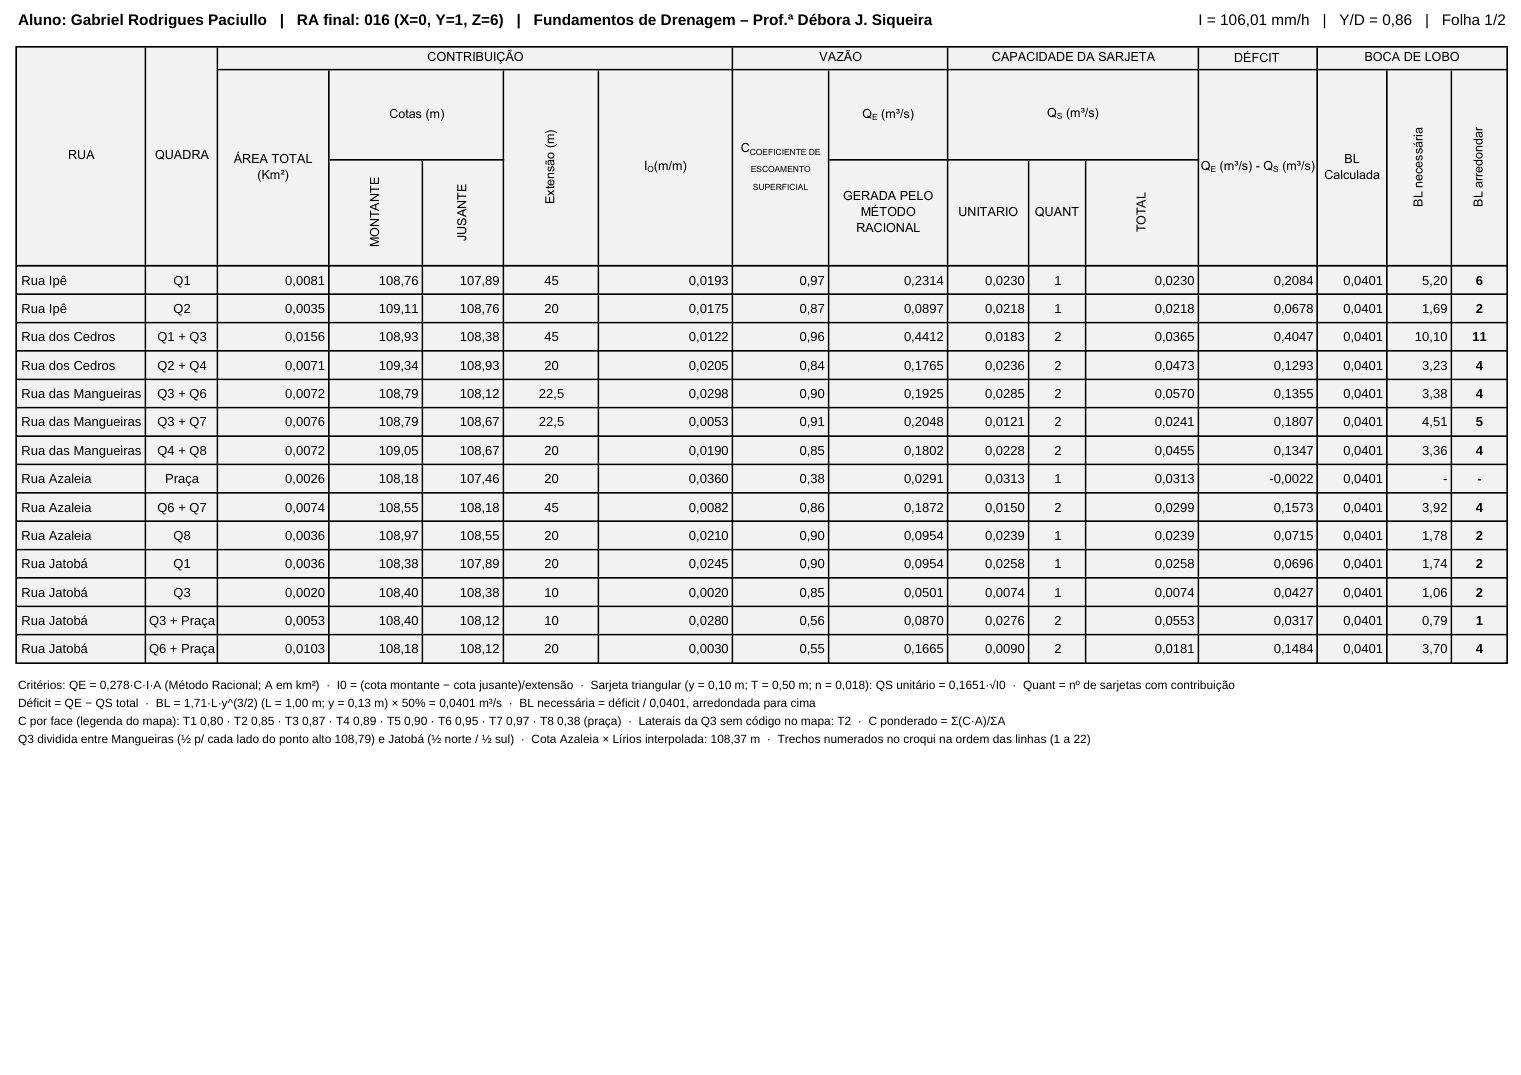 Aluno: Gabriel Rodrigues Paciullo | RA final: 016 (X=0, Y=1, Z=6) | Fundamentos de Drenagem – Prof.ª Débora J. Siqueira I = 106,01 mm/h | Y/D = 0,86 | Folha 1/2
CONTRIBUIÇÃO VAZÃO CAPACIDADE DA SARJETA DÉFICIT BOCA DE LOBO
RUA QUADRA ÁREA TOTAL (Km²) Cotas (m) MONTANTE JUSANTE Extensão (m) IO(m/m) CCOEFICIENTE DE ESCOAMENTO SUPERFICIAL QE (m³/s) GERADA PELO MÉTODO RACIONAL QS (m³/s) UNITARIO QUANT TOTAL QE (m³/s) - QS (m³/s) BL Calculada BL necessária BL arredondar
Rua Ipê Q1 0,0081 108,76 107,89 45 0,0193 0,97 0,2314 0,0230 1 0,0230 0,2084 0,0401 5,20 6
Rua Ipê Q2 0,0035 109,11 108,76 20 0,0175 0,87 0,0897 0,0218 1 0,0218 0,0678 0,0401 1,69 2
Rua dos Cedros Q1 + Q3 0,0156 108,93 108,38 45 0,0122 0,96 0,4412 0,0183 2 0,0365 0,4047 0,0401 10,10 11
Rua dos Cedros Q2 + Q4 0,0071 109,34 108,93 20 0,0205 0,84 0,1765 0,0236 2 0,0473 0,1293 0,0401 3,23 4
Rua das Mangueiras Q3 + Q6 0,0072 108,79 108,12 22,5 0,0298 0,90 0,1925 0,0285 2 0,0570 0,1355 0,0401 3,38 4
Rua das Mangueiras Q3 + Q7 0,0076 108,79 108,67 22,5 0,0053 0,91 0,2048 0,0121 2 0,0241 0,1807 0,0401 4,51 5
Rua das Mangueiras Q4 + Q8 0,0072 109,05 108,67 20 0,0190 0,85 0,1802 0,0228 2 0,0455 0,1347 0,0401 3,36 4
Rua Azaleia Praça 0,0026 108,18 107,46 20 0,0360 0,38 0,0291 0,0313 1 0,0313 -0,0022 0,0401 - -
Rua Azaleia Q6 + Q7 0,0074 108,55 108,18 45 0,0082 0,86 0,1872 0,0150 2 0,0299 0,1573 0,0401 3,92 4
Rua Azaleia Q8 0,0036 108,97 108,55 20 0,0210 0,90 0,0954 0,0239 1 0,0239 0,0715 0,0401 1,78 2
Rua Jatobá Q1 0,0036 108,38 107,89 20 0,0245 0,90 0,0954 0,0258 1 0,0258 0,0696 0,0401 1,74 2
Rua Jatobá Q3 0,0020 108,40 108,38 10 0,0020 0,85 0,0501 0,0074 1 0,0074 0,0427 0,0401 1,06 2
Rua Jatobá Q3 + Praça 0,0053 108,40 108,12 10 0,0280 0,56 0,0870 0,0276 2 0,0553 0,0317 0,0401 0,79 1
Rua Jatobá Q6 + Praça 0,0103 108,18 108,12 20 0,0030 0,55 0,1665 0,0090 2 0,0181 0,1484 0,0401 3,70 4
Critérios: QE = 0,278·C·I·A (Método Racional; A em km²) · I0 = (cota montante − cota jusante)/extensão · Sarjeta triangular (y = 0,10 m; T = 0,50 m; n = 0,018): QS unitário = 0,1651·√I0 · Quant = nº de sarjetas com contribuição
Déficit = QE − QS total · BL = 1,71·L·y^(3/2) (L = 1,00 m; y = 0,13 m) × 50% = 0,0401 m³/s · BL necessária = déficit / 0,0401, arredondada para cima
C por face (legenda do mapa): T1 0,80 · T2 0,85 · T3 0,87 · T4 0,89 · T5 0,90 · T6 0,95 · T7 0,97 · T8 0,38 (praça) · Laterais da Q3 sem código no mapa: T2 · C ponderado = Σ(C·A)/ΣA
Q3 dividida entre Mangueiras (½ p/ cada lado do ponto alto 108,79) e Jatobá (½ norte / ½ sul) · Cota Azaleia × Lírios interpolada: 108,37 m · Trechos numerados no croqui na ordem das linhas (1 a 22)